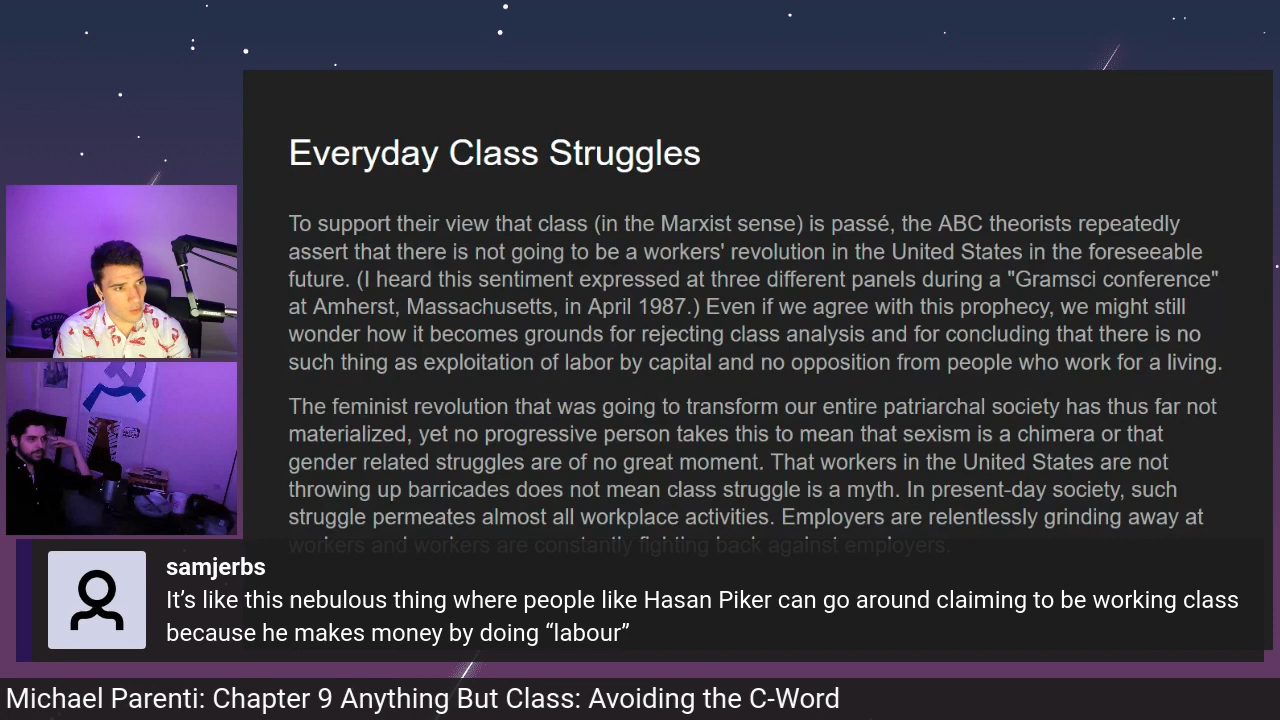 Everyday Class Struggles
To support their view that class (in the Marxist sense) is passé, the ABC theorists repeatedly
assert that there is not going to be a workers' revolution in the United States in the foreseeable
future. (I heard this sentiment expressed at three different panels during a "Gramsci conference"
at Amherst, Massachusetts, in April 1987.) Even if we agree with this prophecy, we might still
wonder how it becomes grounds for rejecting class analysis and for concluding that there is no
such thing as exploitation of labor by capital and no opposition from people who work for a living.
The feminist revolution that was going to transform our entire patriarchal society has thus far not
materialized, yet no progressive person takes this to mean that sexism is a chimera or that
gender related struggles are of no great moment. That workers in the United States are not
throwing up barricades does not mean class struggle is a myth. In present-day society, such
struggle permeates almost all workplace activities. Employers are relentlessly grinding away at
workers and workers are constantly fighting back against employers.
samjerbs
It’s like this nebulous thing where people like Hasan Piker can go around claiming to be working class
because he makes money by doing “labour”
Michael Parenti: Chapter 9 Anything But Class: Avoiding the C-Word